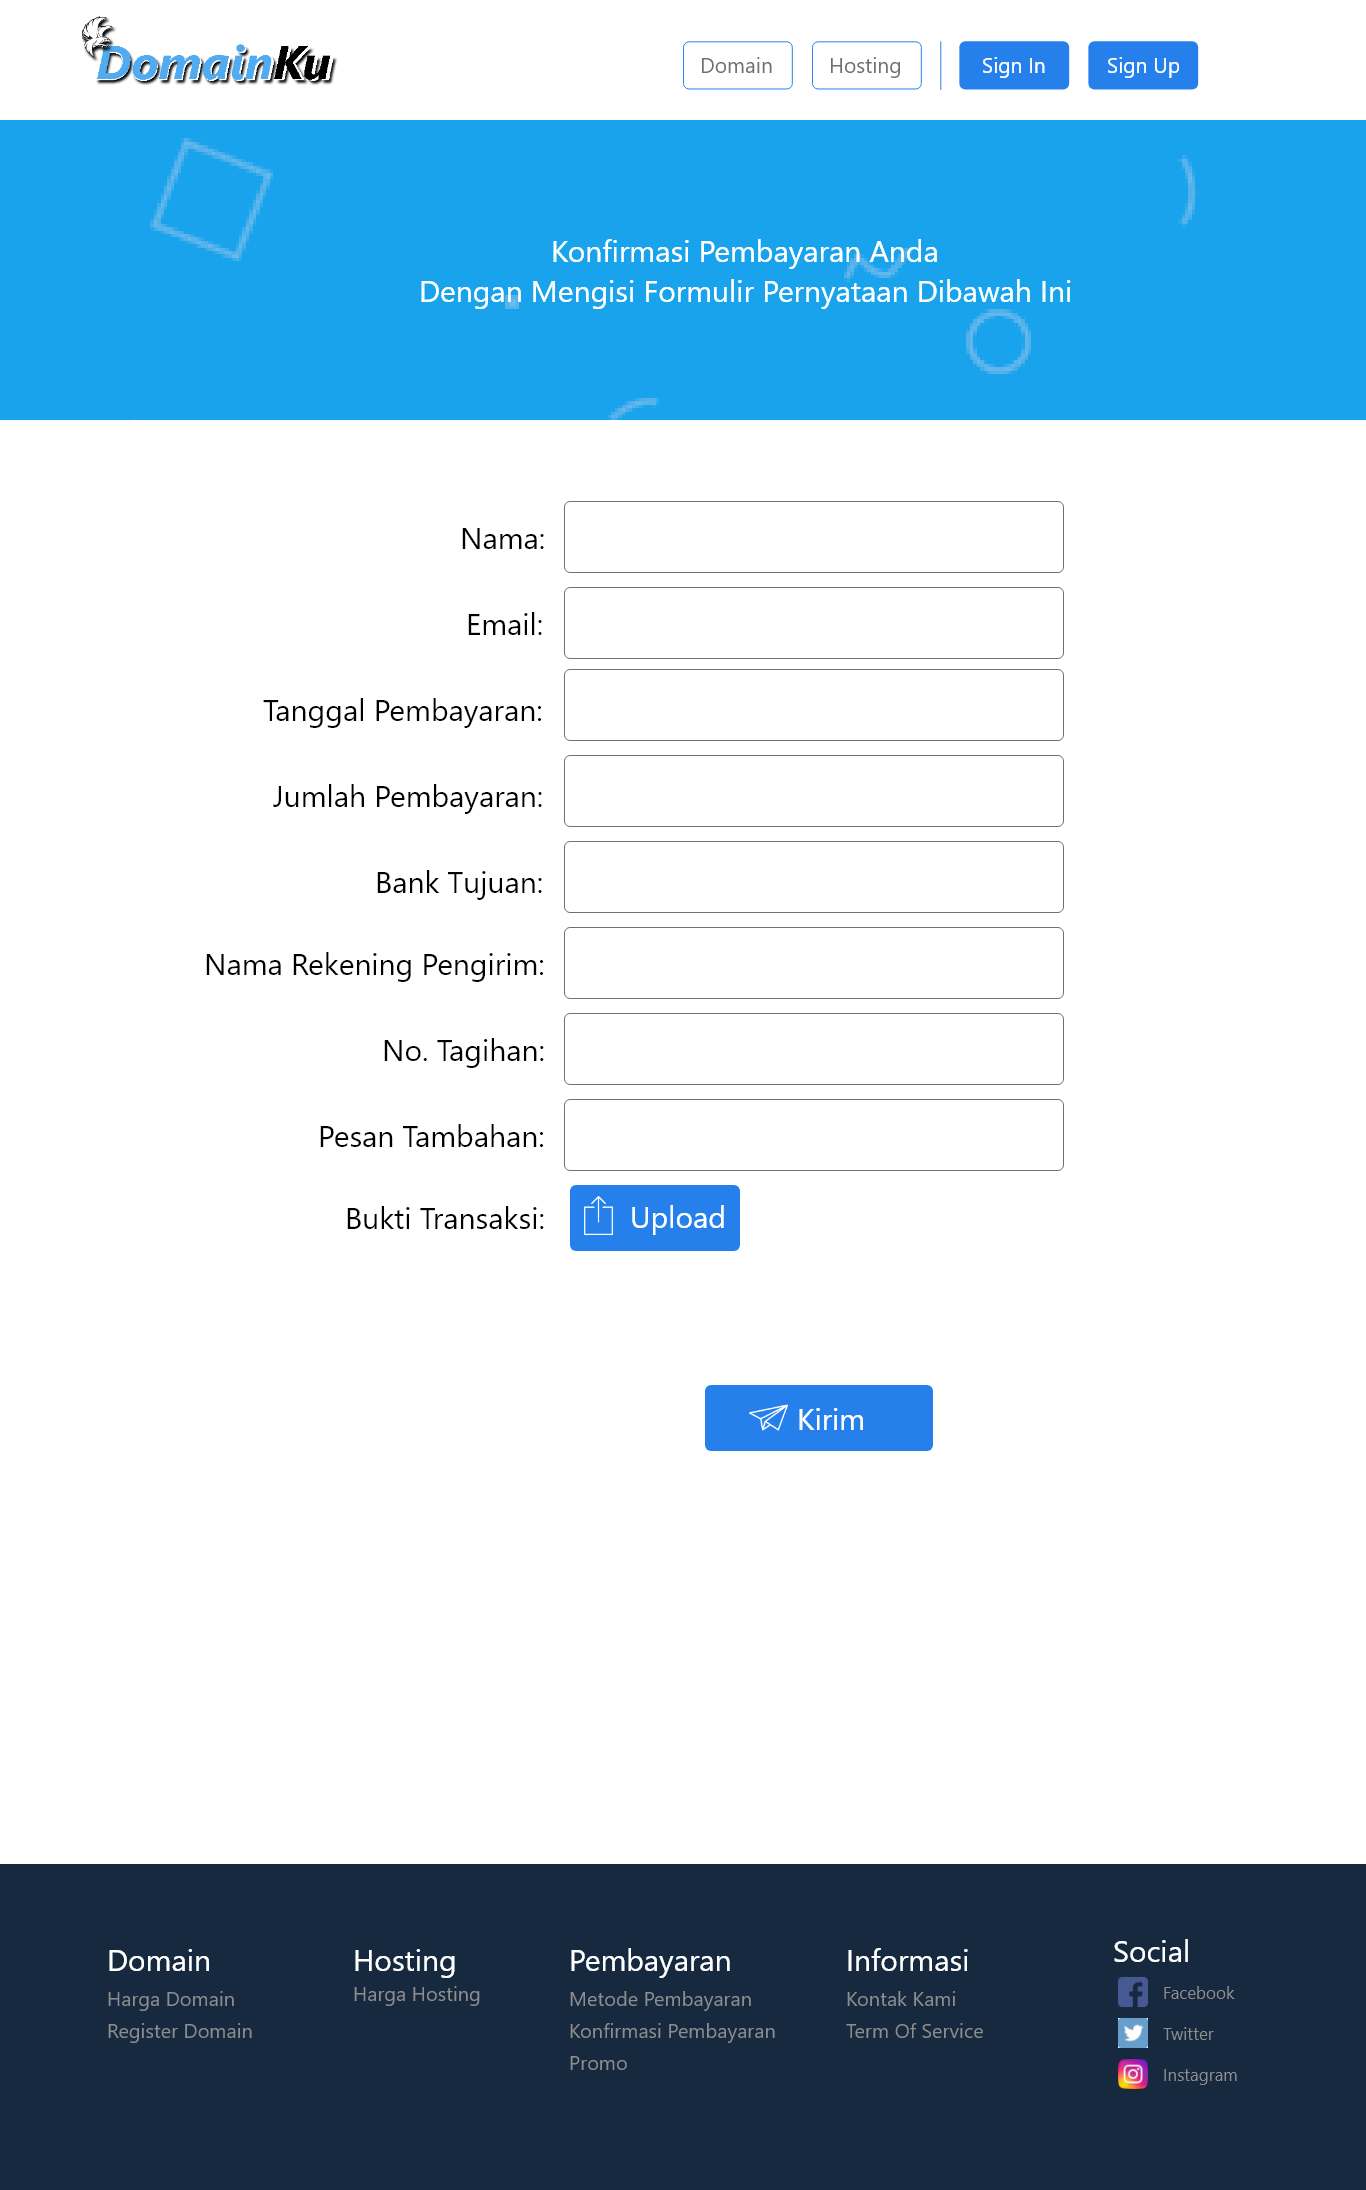 DomainKu
Domain
Hosting
Sign In
Sign Up
Konfirmasi Pembayaran Anda
Dengan Mengisi Formulir Pernyataan Dibawah Ini
Nama:
Email:
Tanggal Pembayaran:
Jumlah Pembayaran:
Bank Tujuan:
Nama Rekening Pengirim:
No. Tagihan:
Pesan Tambahan:
Bukti Transaksi:
Upload
Kirim
Domain
Harga Domain
Register Domain
Hosting
Harga Hosting
Pembayaran
Metode Pembayaran
Konfirmasi Pembayaran
Promo
Informasi
Kontak Kami
Term Of Service
Social
Facebook
Twitter
Instagram